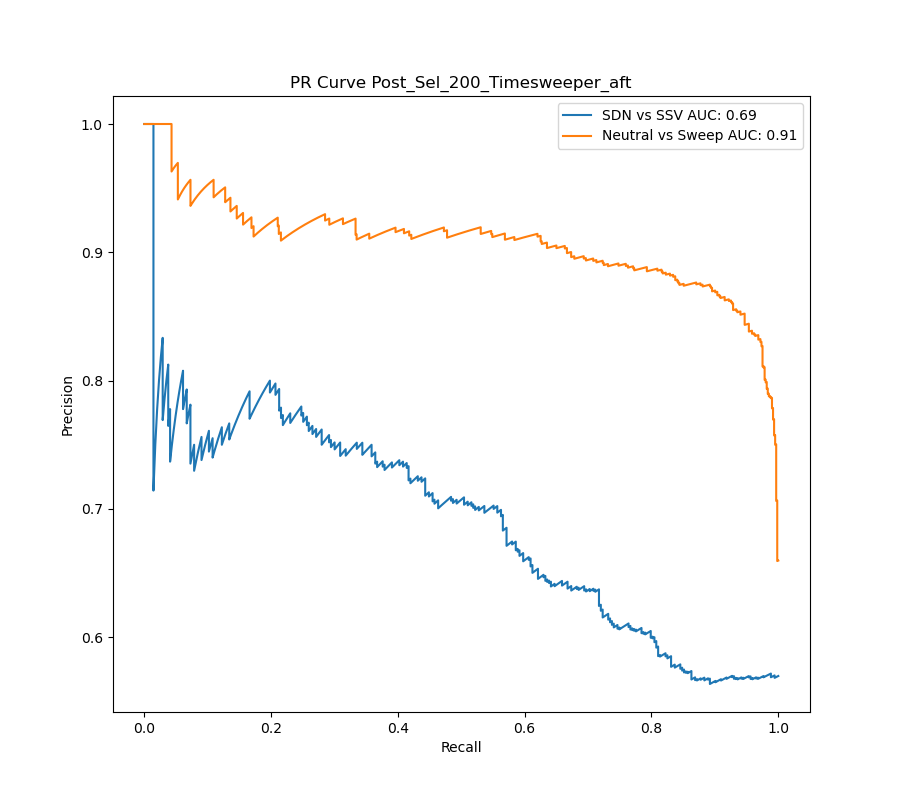 PR Curve Post_Sel_200_Timesweeper_aft
SDN vs SSV AUC: 0.69
Neutral vs Sweep AUC: 0.91
1.0
0.9
0.8
0.7
0.6
Precision
0.0 0.2 0.4 0.6 0.8 1.0
Recall